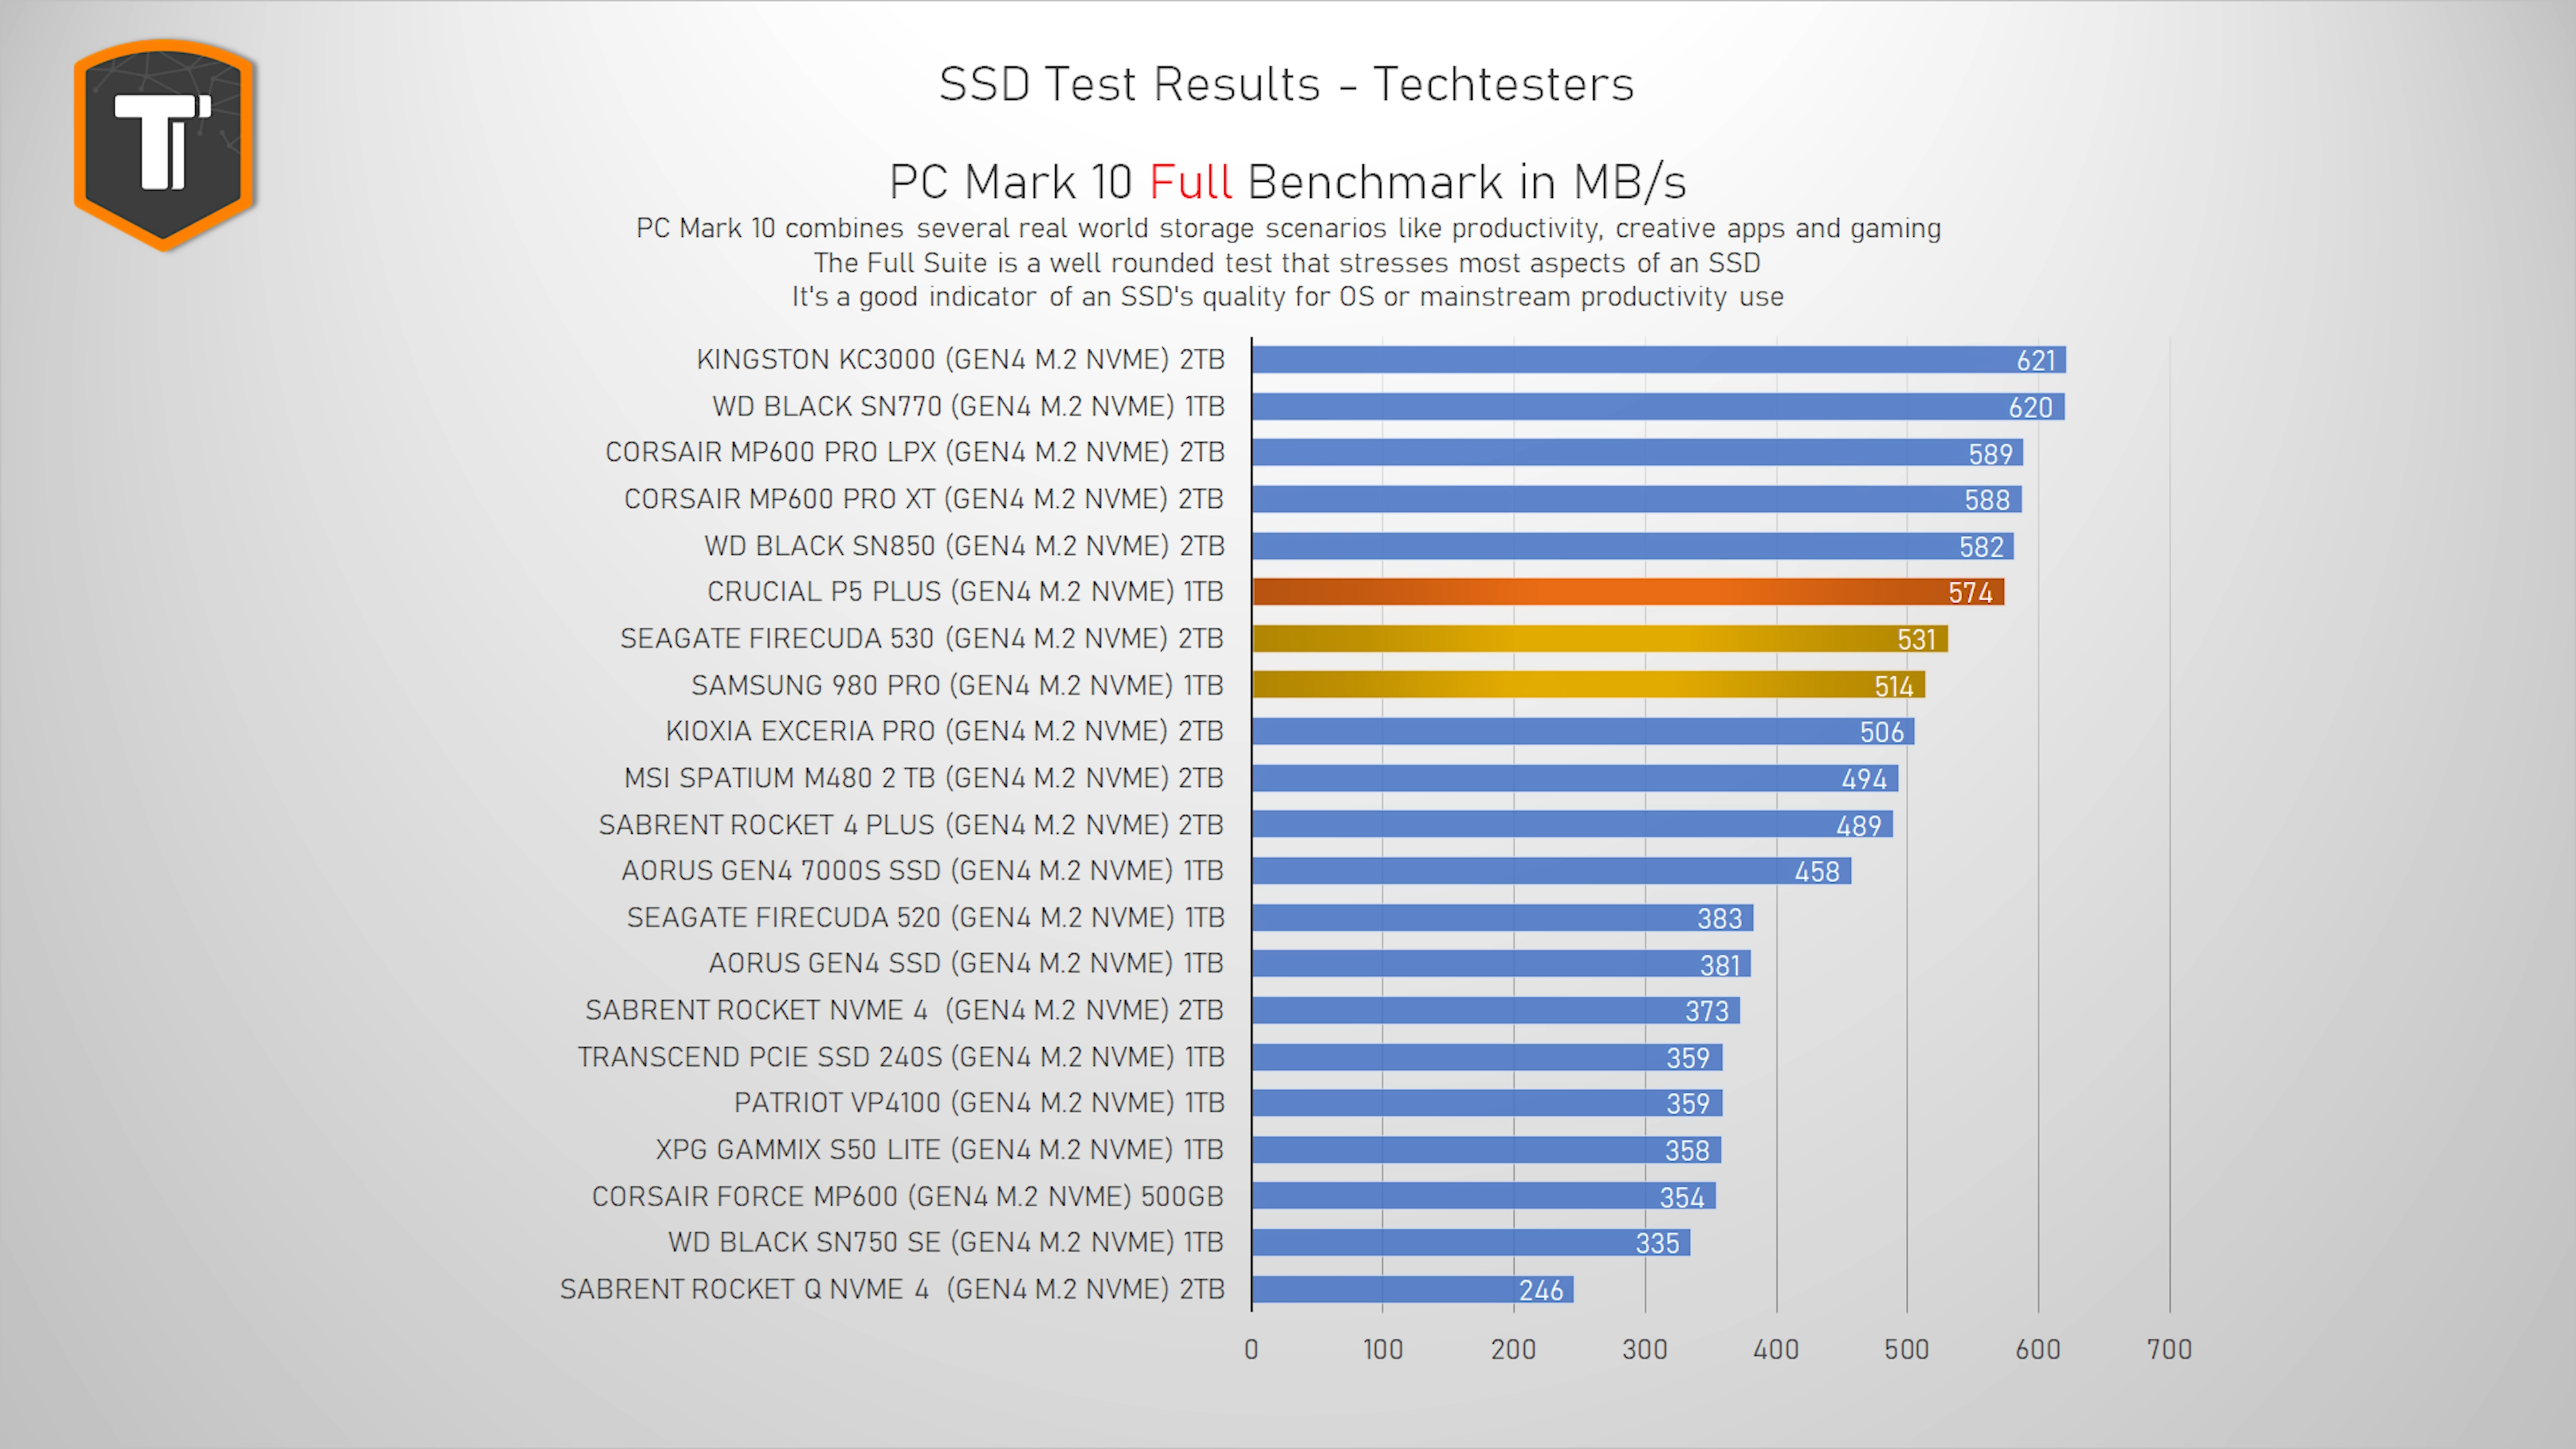 SSD Test Results - Techtesters
PC Mark 10 Full Benchmark in MB/s
PC Mark 10 combines several real world storage scenarios like productivity, creative apps and gaming
The Full Suite is a well rounded test that stresses most aspects of an SSD
It's a good indicator of an SSD's quality for OS or mainstream productivity use
KINGSTON KC3000 (GEN4 M.2 NVME) 2TB 621
WD BLACK SN770 (GEN4 M.2 NVME) 1TB 620
CORSAIR MP600 PRO LPX (GEN4 M.2 NVME) 2TB 589
CORSAIR MP600 PRO XT (GEN4 M.2 NVME) 2TB 588
WD BLACK SN850 (GEN4 M.2 NVME) 2TB 582
CRUCIAL P5 PLUS (GEN4 M.2 NVME) 1TB 574
SEAGATE FIRECUDA 530 (GEN4 M.2 NVME) 2TB 531
SAMSUNG 980 PRO (GEN4 M.2 NVME) 1TB 514
KIOXIA EXCERIA PRO (GEN4 M.2 NVME) 2TB 506
MSI SPATIUM M480 2 TB (GEN4 M.2 NVME) 2TB 494
SABRENT ROCKET 4 PLUS (GEN4 M.2 NVME) 2TB 489
AORUS GEN4 7000S SSD (GEN4 M.2 NVME) 1TB 458
SEAGATE FIRECUDA 520 (GEN4 M.2 NVME) 1TB 383
AORUS GEN4 SSD (GEN4 M.2 NVME) 1TB 381
SABRENT ROCKET NVME 4 (GEN4 M.2 NVME) 2TB 373
TRANSCEND PCIE SSD 240S (GEN4 M.2 NVME) 1TB 359
PATRIOT VP4100 (GEN4 M.2 NVME) 1TB 359
XPG GAMMIX S50 LITE (GEN4 M.2 NVME) 1TB 358
CORSAIR FORCE MP600 (GEN4 M.2 NVME) 500GB 354
WD BLACK SN750 SE (GEN4 M.2 NVME) 1TB 335
SABRENT ROCKET Q NVME 4 (GEN4 M.2 NVME) 2TB 246
0 100 200 300 400 500 600 700